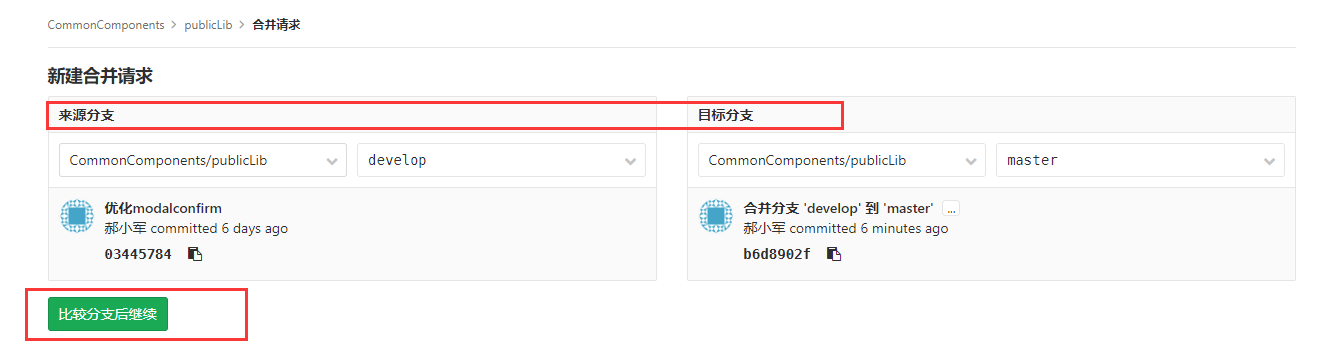 CommonComponents > publicLib > 合并请求
新建合并请求
来源分支
CommonComponents/publicLib
develop
优化modalconfirm
郝小军 committed 6 days ago
03445784
目标分支
CommonComponents/publicLib
master
合并分支 'develop' 到 'master' ...
郝小军 committed 6 minutes ago
b6d8902f
比较分支后继续